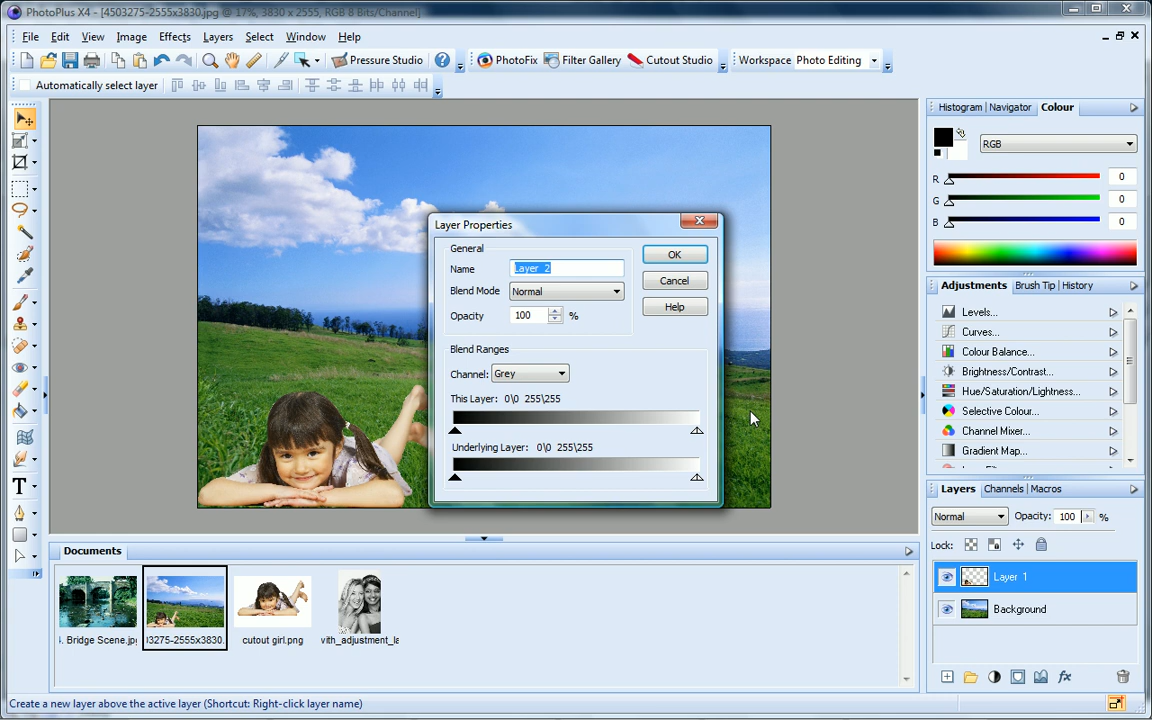 PhotoPlus X4 - [4503275-2555x3830.jpg @ 17%, 3830 x 2555, RGB 8 Bits/Channel]
File Edit View Image Effects Layers Select Window Help
Pressure Studio PhotoFix Filter Gallery Cutout Studio Workspace Photo Editing
Automatically select layer
Histogram | Navigator Colour
RGB
R 0
G 0
B 0
Adjustments Brush Tip | History
Levels...
Curves...
Colour Balance...
Brightness/Contrast...
Hue/Saturation/Lightness...
Selective Colour...
Channel Mixer...
Gradient Map...
Layers Channels | Macros
Normal Opacity: 100 %
Lock:
Layer 1
Background
fx
Layer Properties
General
Name Layer 2
Blend Mode Normal
Opacity 100 %
OK
Cancel
Help
Blend Ranges
Channel: Grey
This Layer: 0\0 255\255
Underlying Layer: 0\0 255\255
T
Documents
. Bridge Scene.jpg
3275-2555x3830.
cutout girl.png
vith_adjustment_la
Create a new layer above the active layer (Shortcut: Right-click layer name)